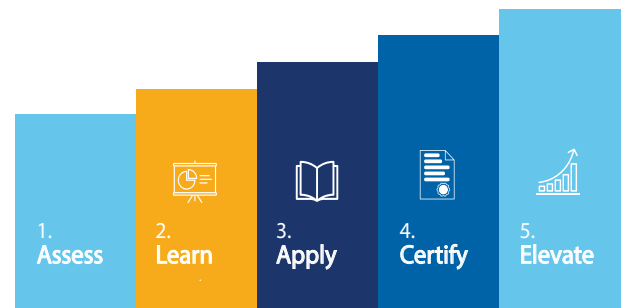 1.
Assess
2.
Learn
3.
Apply
4.
Certify
5.
Elevate